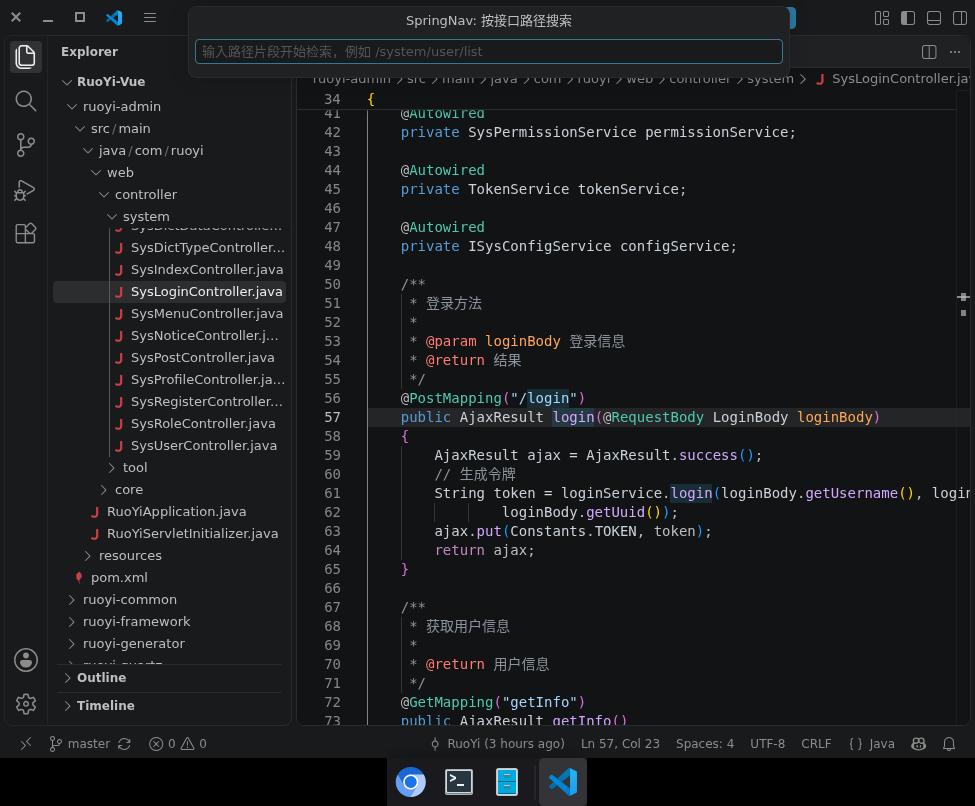 SpringNav: 按接口路径搜索
输入路径片段开始检索，例如 /system/user/list
Explorer
RuoYi-Vue
ruoyi-admin
src / main
java / com / ruoyi
web
controller
system
SysDictDataController...
SysDictTypeController...
SysIndexController.java
SysLoginController.java
SysMenuController.java
SysNoticeController.j...
SysPostController.java
SysProfileController.ja...
SysRegisterController...
SysRoleController.java
SysUserController.java
tool
core
RuoYiApplication.java
RuoYiServletInitializer.java
resources
pom.xml
ruoyi-common
ruoyi-framework
ruoyi-generator
ruoyi-quartz
Outline
Timeline
ruoyi-admin > src > main > java > com > ruoyi > web > controller > system > SysLoginController.jav
34 {
41 @Autowired
42 private SysPermissionService permissionService;
43
44 @Autowired
45 private TokenService tokenService;
46
47 @Autowired
48 private ISysConfigService configService;
49
50 /**
51 * 登录方法
52 *
53 * @param loginBody 登录信息
54 * @return 结果
55 */
56 @PostMapping("/login")
57 public AjaxResult login(@RequestBody LoginBody loginBody)
58 {
59 AjaxResult ajax = AjaxResult.success();
60 // 生成令牌
61 String token = loginService.login(loginBody.getUsername(), login
62 loginBody.getUuid());
63 ajax.put(Constants.TOKEN, token);
64 return ajax;
65 }
66
67 /**
68 * 获取用户信息
69 *
70 * @return 用户信息
71 */
72 @GetMapping("getInfo")
73 public AjaxResult getInfo()
master 0 0 RuoYi (3 hours ago) Ln 57, Col 23 Spaces: 4 UTF-8 CRLF { } Java